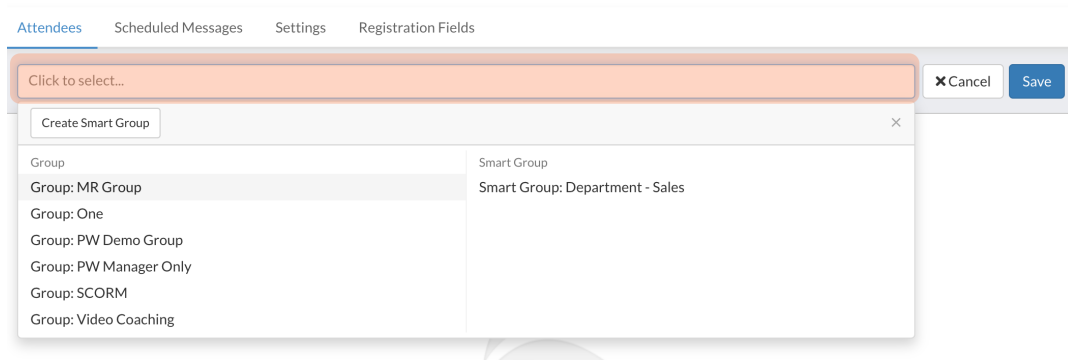 Attendees Scheduled Messages Settings Registration Fields
Click to select... ×Cancel Save
Create Smart Group ×
Group Smart Group
Group: MR Group Smart Group: Department - Sales
Group: One
Group: PW Demo Group
Group: PW Manager Only
Group: SCORM
Group: Video Coaching